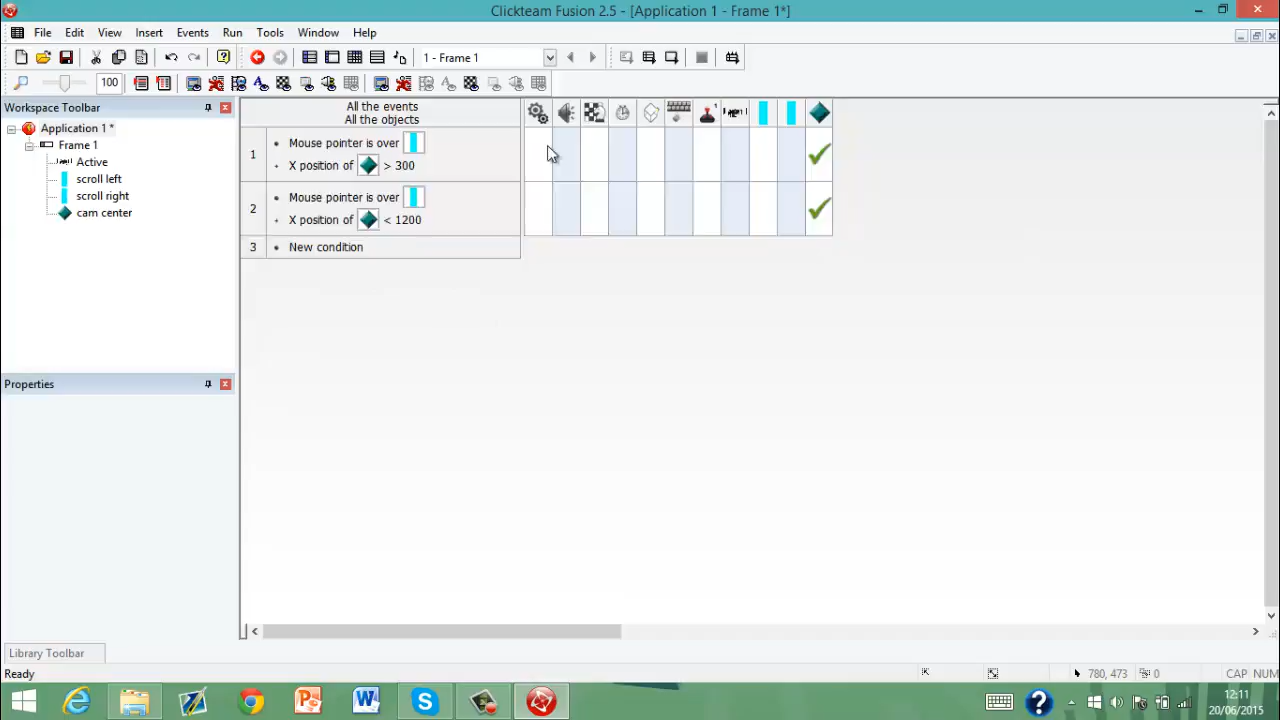 Clickteam Fusion 2.5 - [Application 1 - Frame 1*]
File Edit View Insert Events Run Tools Window Help
1 - Frame 1
100
Workspace Toolbar
Application 1 *
Frame 1
Active
scroll left
scroll right
cam center
Properties
Library Toolbar
All the events
All the objects
1
Mouse pointer is over
X position of > 300
2
Mouse pointer is over
X position of < 1200
3 New condition
Ready
780, 473
0
CAP NUM
12:11
20/06/2015